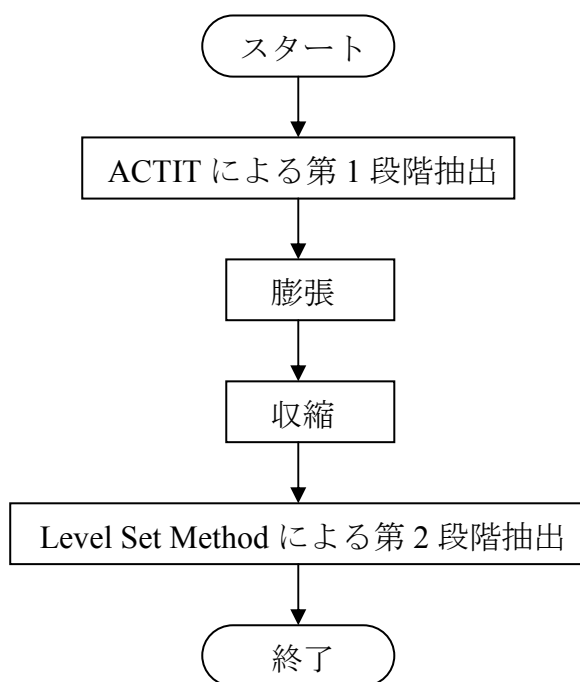 スタート
ACTIT による第 1 段階抽出
膨張
収縮
Level Set Method による第 2 段階抽出
終了